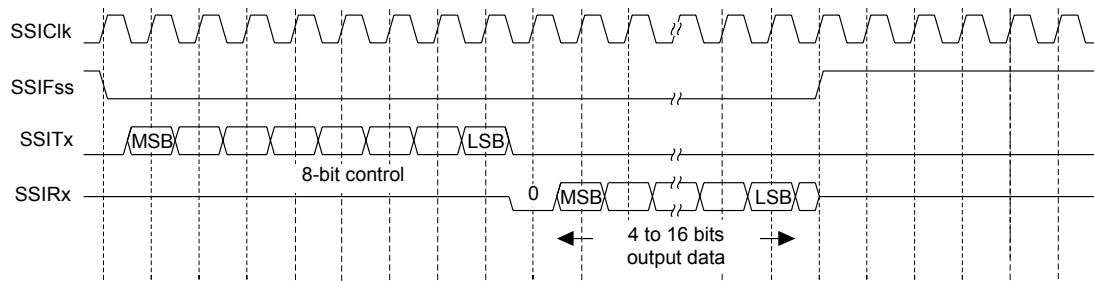 SSIClk
SSIFss
SSITx
MSB
LSB
8-bit control
SSIRx
0
MSB
LSB
4 to 16 bits
output data